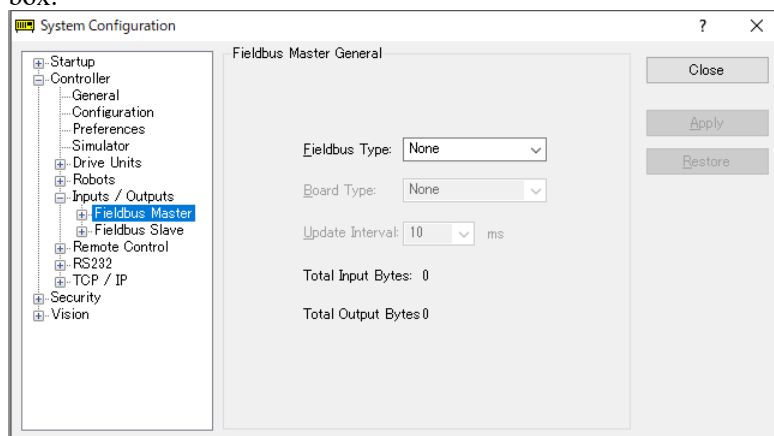 box.
System Configuration
Startup
Controller
General
Configuration
Preferences
Simulator
Drive Units
Robots
Inputs / Outputs
Fieldbus Master
Fieldbus Slave
Remote Control
RS232
TCP / IP
Security
Vision
Fieldbus Master General
Fieldbus Type: None
Board Type: None
Update Interval: 10 ms
Total Input Bytes: 0
Total Output Bytes 0
Close
Apply
Restore